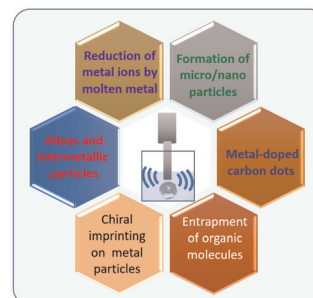 Reduction of
metal ions by
molten metal
Formation of
micro/nano
particles
Alloys and
intermetallic
particles
Metal-doped
carbon dots
Chiral
imprinting
on metal
particles
Entrapment
of organic
molecules